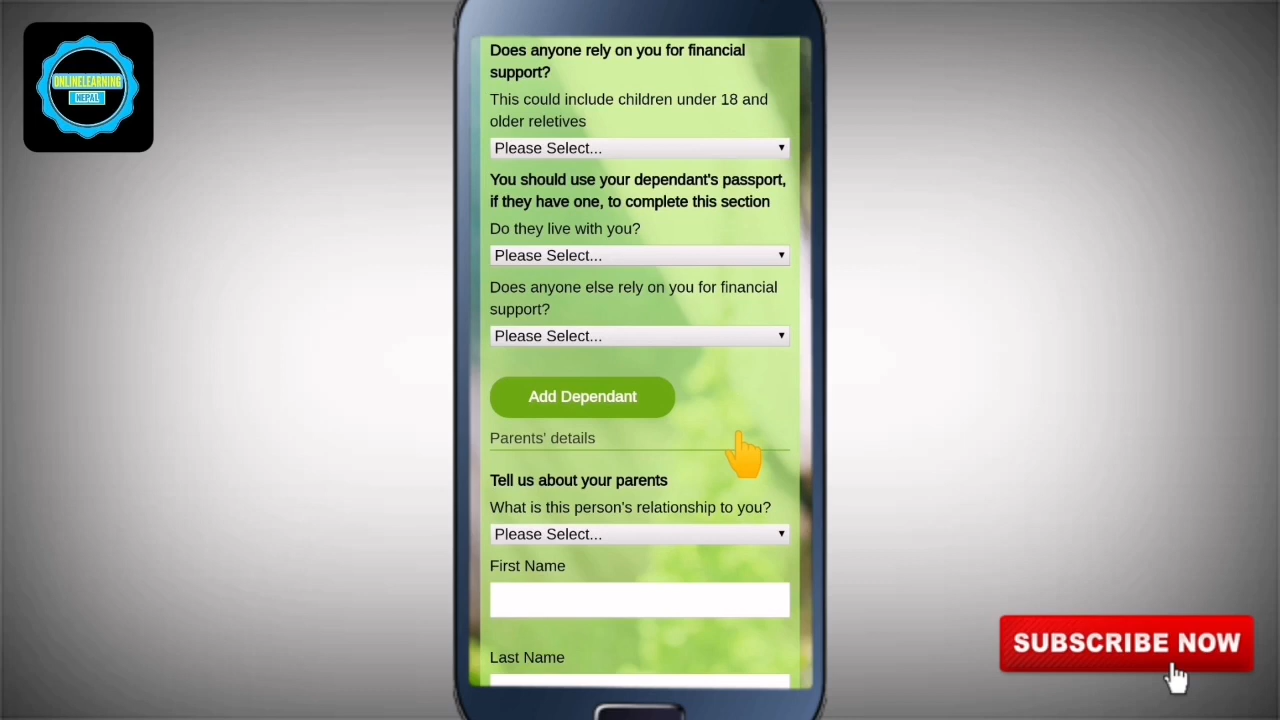 ONLINELEARNING
NEPAL
Does anyone rely on you for financial
support?
This could include children under 18 and
older reletives
Please Select...
You should use your dependant's passport,
if they have one, to complete this section
Do they live with you?
Please Select...
Does anyone else rely on you for financial
support?
Please Select...
Add Dependant
Parents' details
Tell us about your parents
What is this person's relationship to you?
Please Select...
First Name
Last Name
SUBSCRIBE NOW